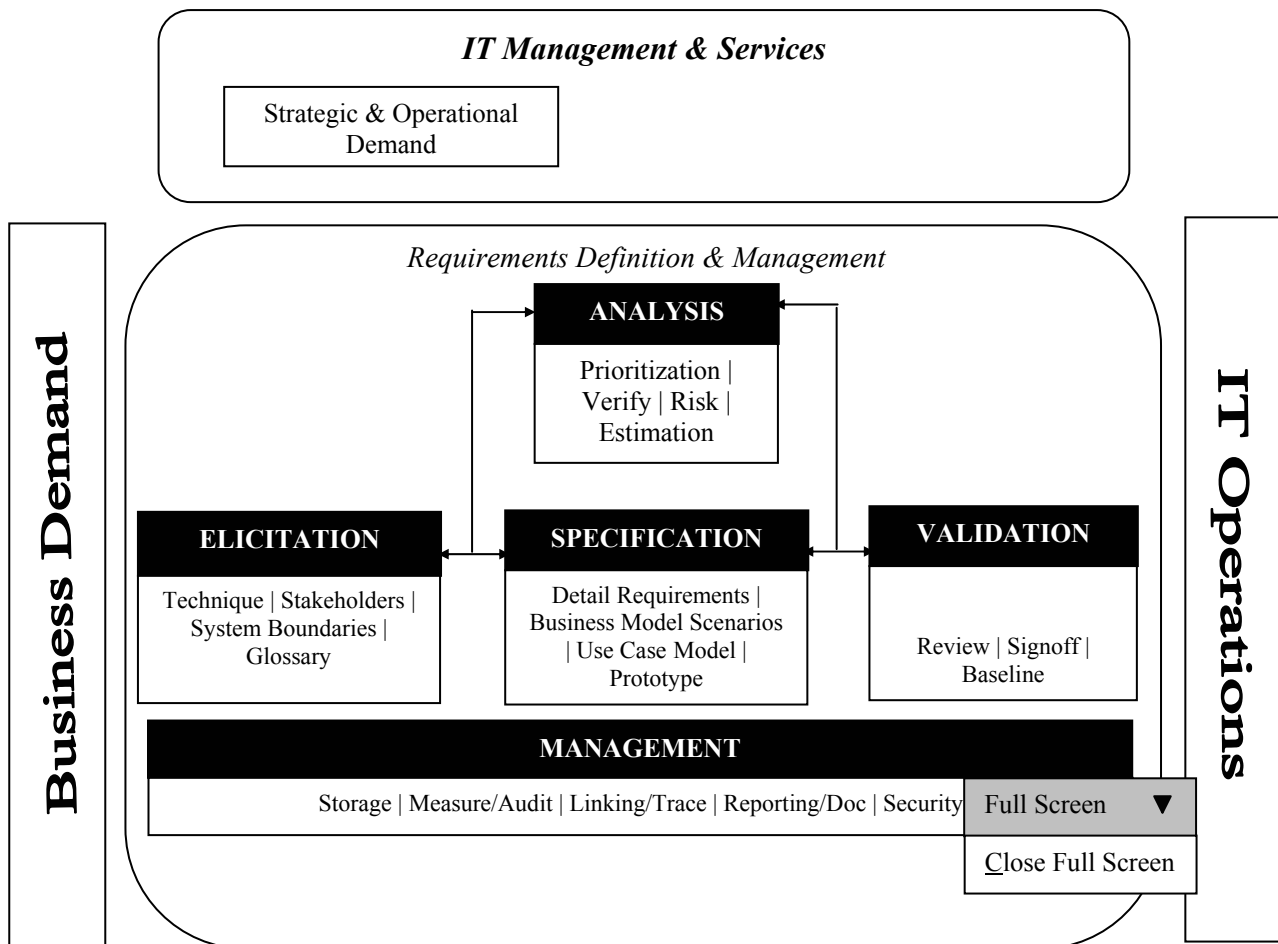 IT Management & Services
Strategic & Operational
Demand
Business Demand
Requirements Definition & Management
ANALYSIS
Prioritization |
Verify | Risk |
Estimation
ELICITATION
Technique | Stakeholders |
System Boundaries |
Glossary
SPECIFICATION
Detail Requirements |
Business Model Scenarios
| Use Case Model |
Prototype
VALIDATION
Review | Signoff |
Baseline
MANAGEMENT
Storage | Measure/Audit | Linking/Trace | Reporting/Doc | Security
Full Screen ▼
Close Full Screen
IT Operations